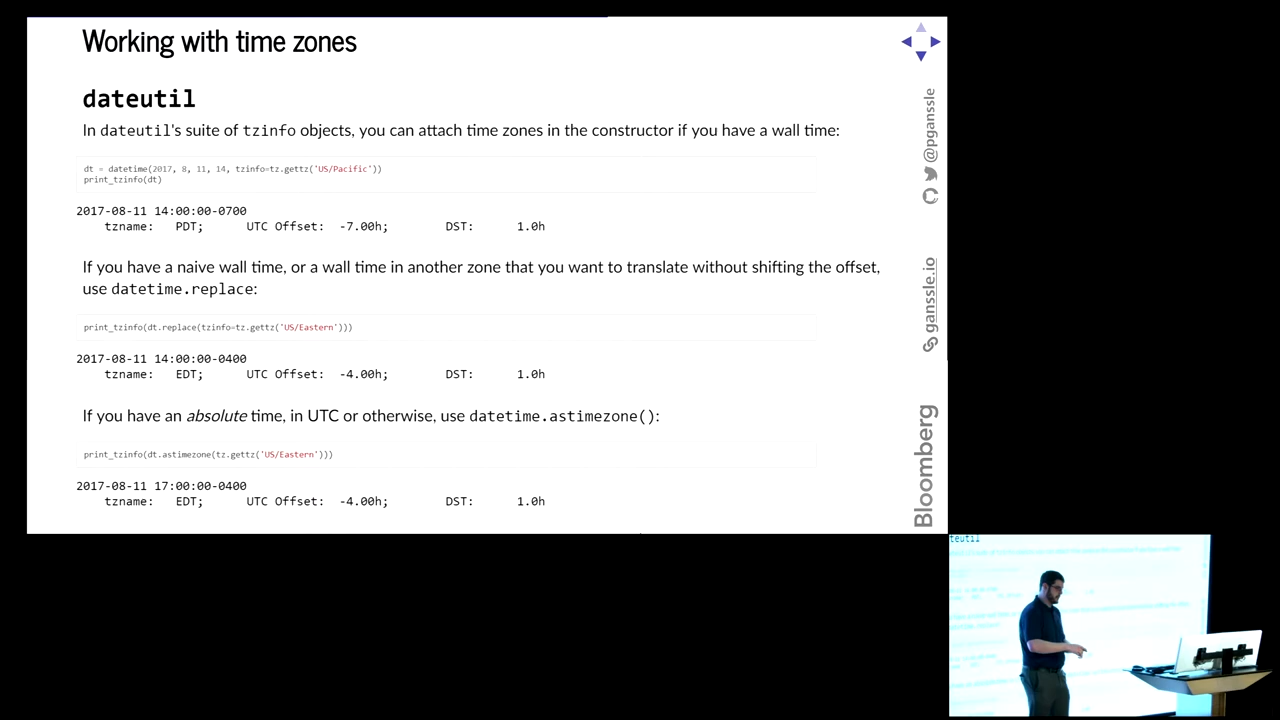 Working with time zones
dateutil
In dateutil's suite of tzinfo objects, you can attach time zones in the constructor if you have a wall time:
dt = datetime(2017, 8, 11, 14, tzinfo=tz.gettz('US/Pacific'))
print_tzinfo(dt)
2017-08-11 14:00:00-0700
tzname: PDT; UTC Offset: -7.00h; DST: 1.0h
If you have a naive wall time, or a wall time in another zone that you want to translate without shifting the offset,
use datetime.replace:
print_tzinfo(dt.replace(tzinfo=tz.gettz('US/Eastern')))
2017-08-11 14:00:00-0400
tzname: EDT; UTC Offset: -4.00h; DST: 1.0h
If you have an absolute time, in UTC or otherwise, use datetime.astimezone():
print_tzinfo(dt.astimezone(tz.gettz('US/Eastern')))
2017-08-11 17:00:00-0400
tzname: EDT; UTC Offset: -4.00h; DST: 1.0h
@pganssle
ganssle.io
Bloomberg
teutil